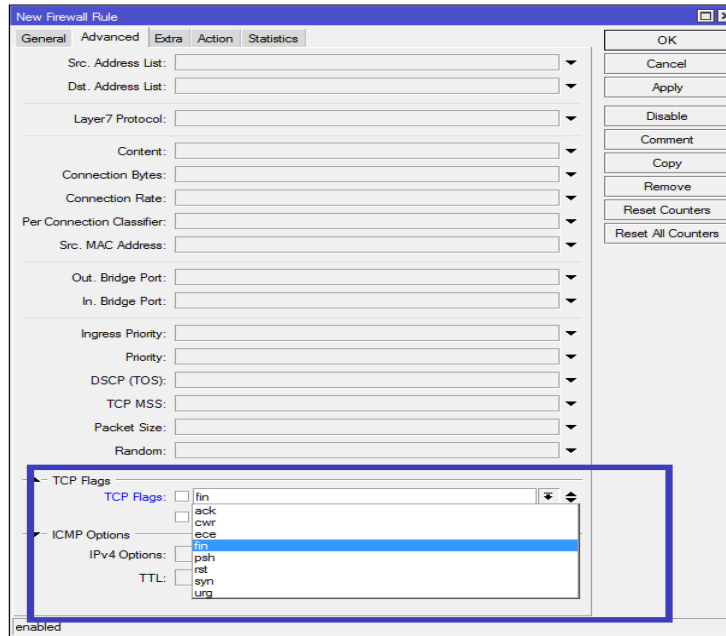 New Firewall Rule
General Advanced Extra Action Statistics
OK
Src. Address List:
Cancel
Dst. Address List:
Apply
Layer7 Protocol:
Disable
Comment
Content:
Copy
Connection Bytes:
Remove
Connection Rate:
Reset Counters
Per Connection Classifier:
Reset All Counters
Src. MAC Address:
Out. Bridge Port:
In. Bridge Port:
Ingress Priority:
Priority:
DSCP (TOS):
TCP MSS:
Packet Size:
Random:
TCP Flags
TCP Flags: fin
ack
cwr
ece
fin
psh
rst
syn
urg
ICMP Options
IPv4 Options:
TTL:
enabled